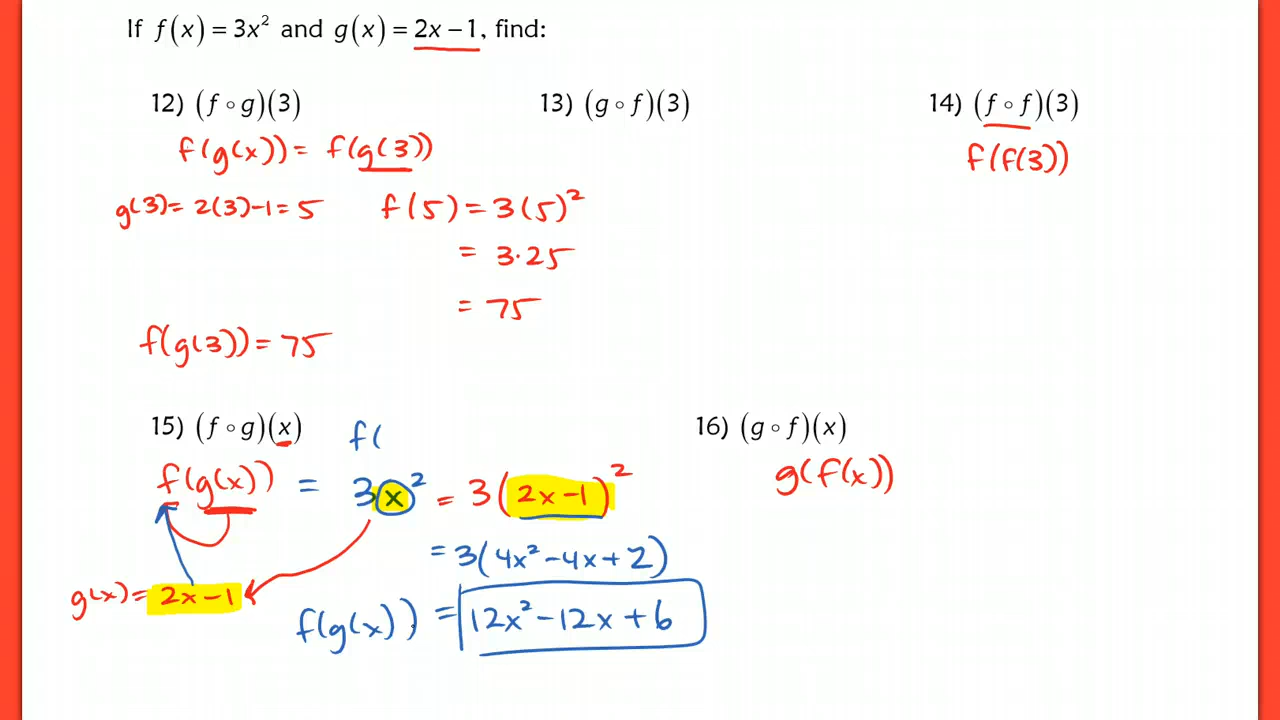 If f(x) = 3x² and g(x) = 2x − 1, find:
12) (f ∘ g)(3)
f(g(x)) = f(g(3))
g(3) = 2(3)-1 = 5
f(5) = 3(5)²
= 3·25
= 75
f(g(3)) = 75
13) (g ∘ f)(3)
14) (f ∘ f)(3)
f(f(3))
15) (f ∘ g)(x)
f(
f(g(x)) = 3(x)² = 3(2x-1)²
= 3(4x²-4x+2)
g(x) = 2x-1
f(g(x)) = 12x²-12x+6
16) (g ∘ f)(x)
g(f(x))